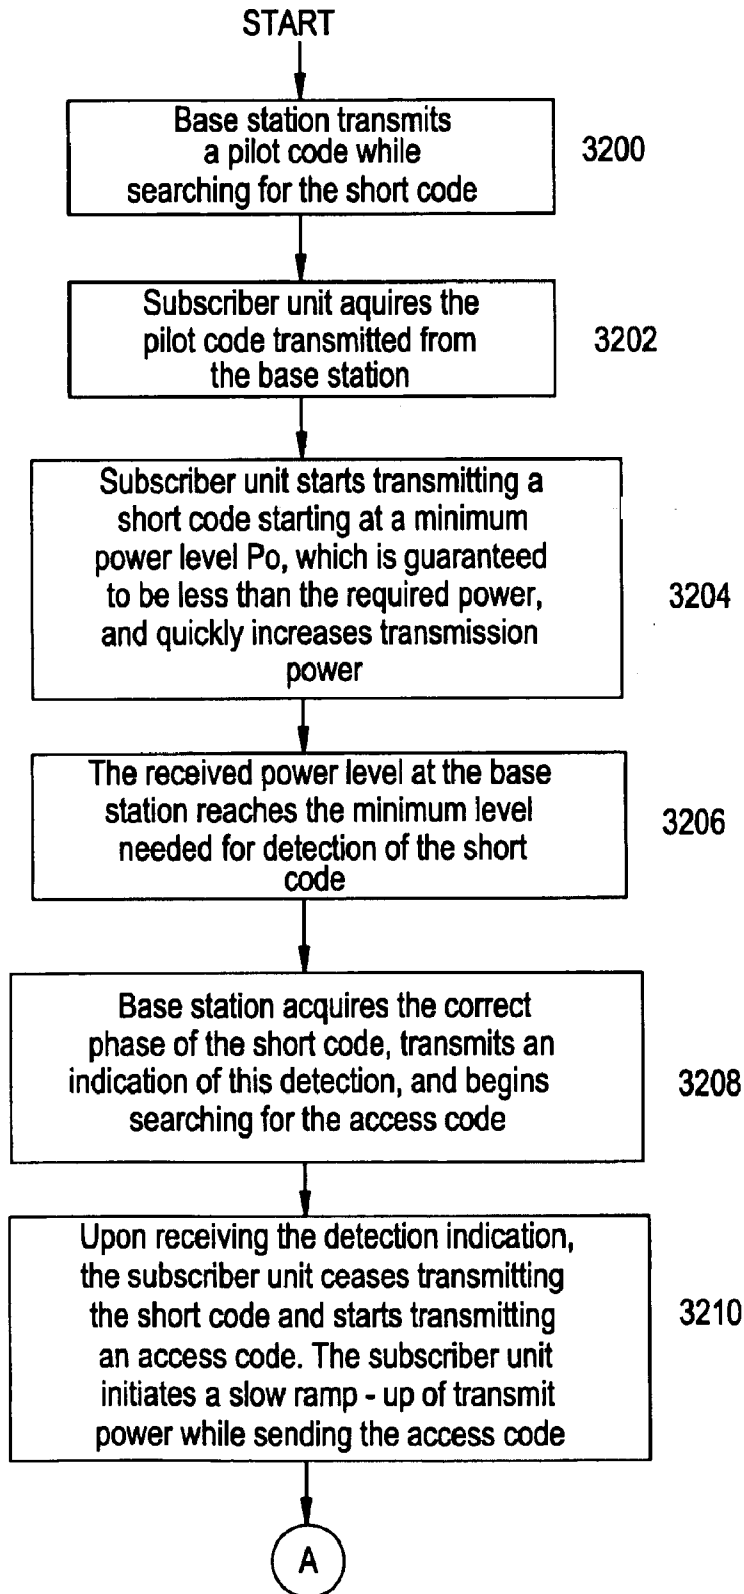 START
Base station transmits
a pilot code while
searching for the short code
3200
Subscriber unit aquires the
pilot code transmitted from
the base station
3202
Subscriber unit starts transmitting a
short code starting at a minimum
power level Po, which is guaranteed
to be less than the required power,
and quickly increases transmission
power
3204
The received power level at the base
station reaches the minimum level
needed for detection of the short
code
3206
Base station acquires the correct
phase of the short code, transmits an
indication of this detection, and begins
searching for the access code
3208
Upon receiving the detection indication,
the subscriber unit ceases transmitting
the short code and starts transmitting
an access code. The subscriber unit
initiates a slow ramp - up of transmit
power while sending the access code
3210
A